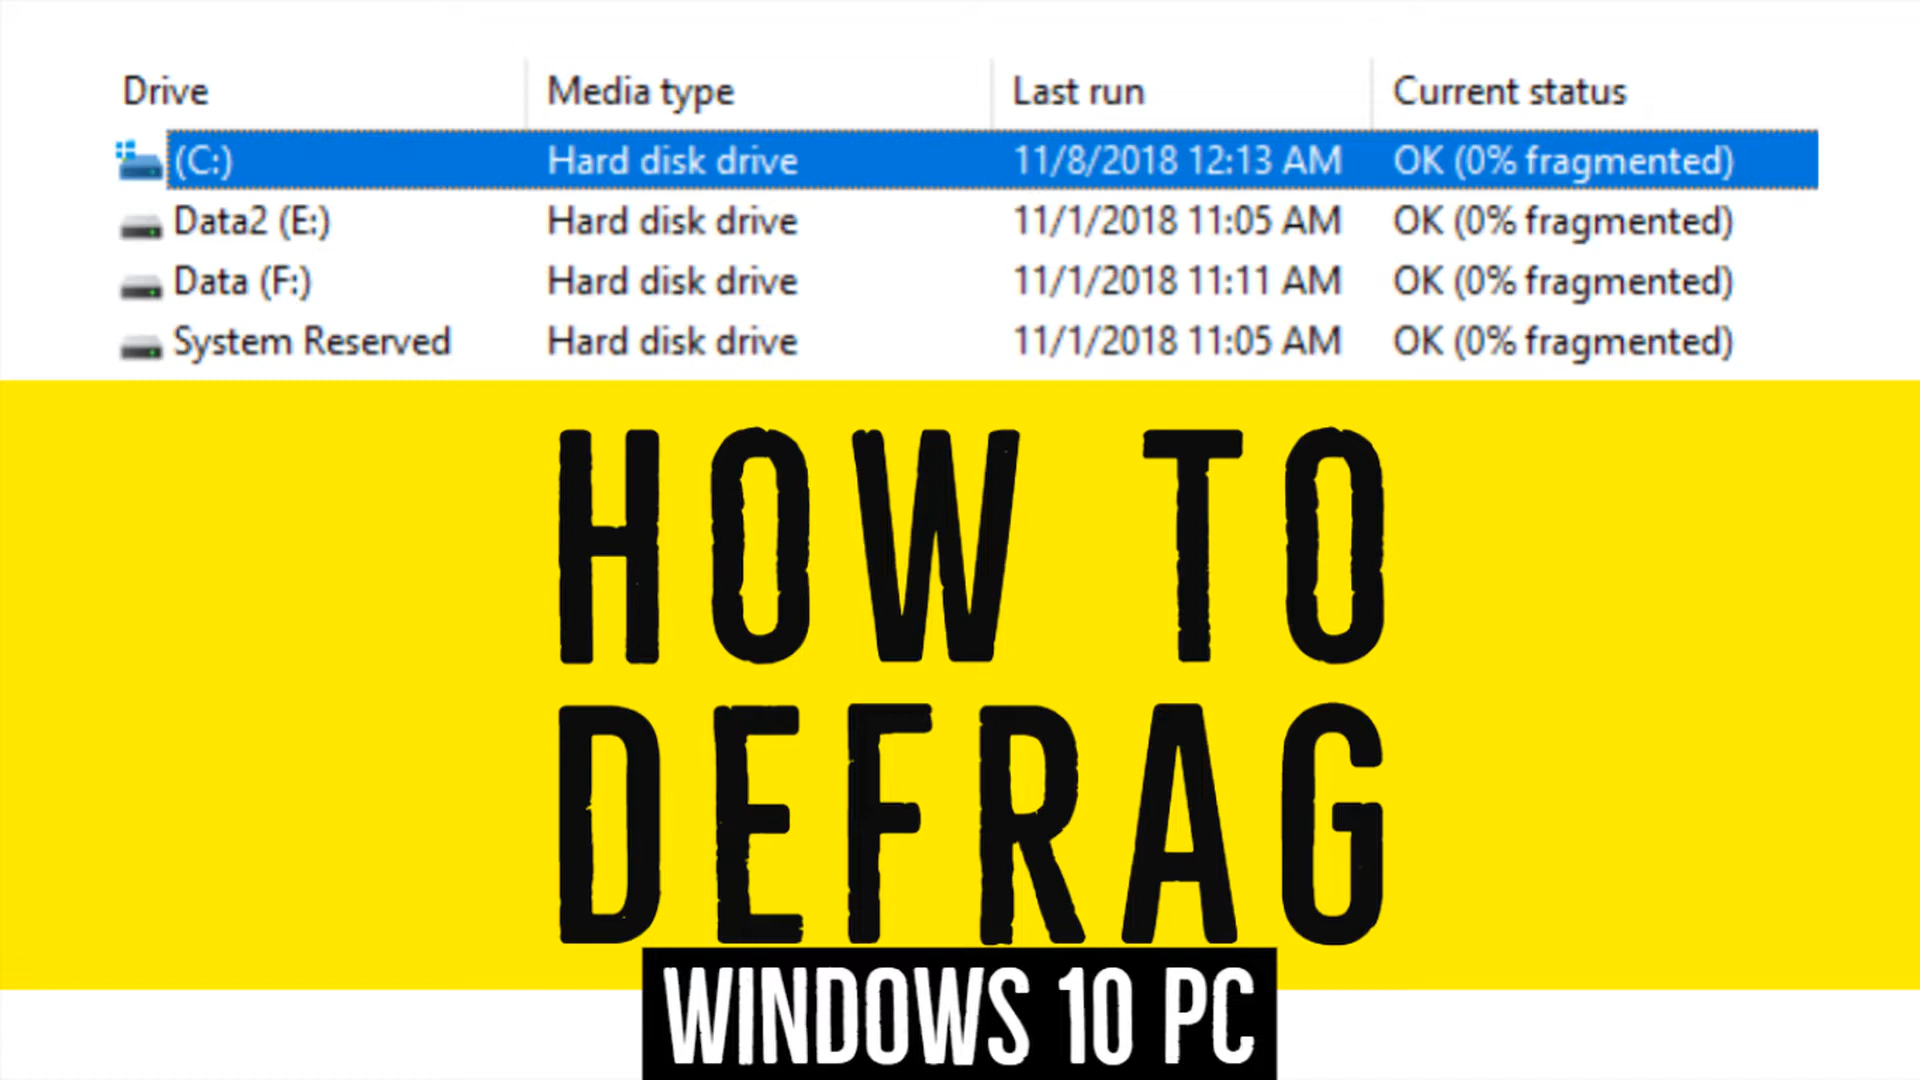 Drive Media type Last run Current status
(C:) Hard disk drive 11/8/2018 12:13 AM OK (0% fragmented)
Data2 (E:) Hard disk drive 11/1/2018 11:05 AM OK (0% fragmented)
Data (F:) Hard disk drive 11/1/2018 11:11 AM OK (0% fragmented)
System Reserved Hard disk drive 11/1/2018 11:05 AM OK (0% fragmented)
HOW TO
DEFRAG
WINDOWS 10 PC